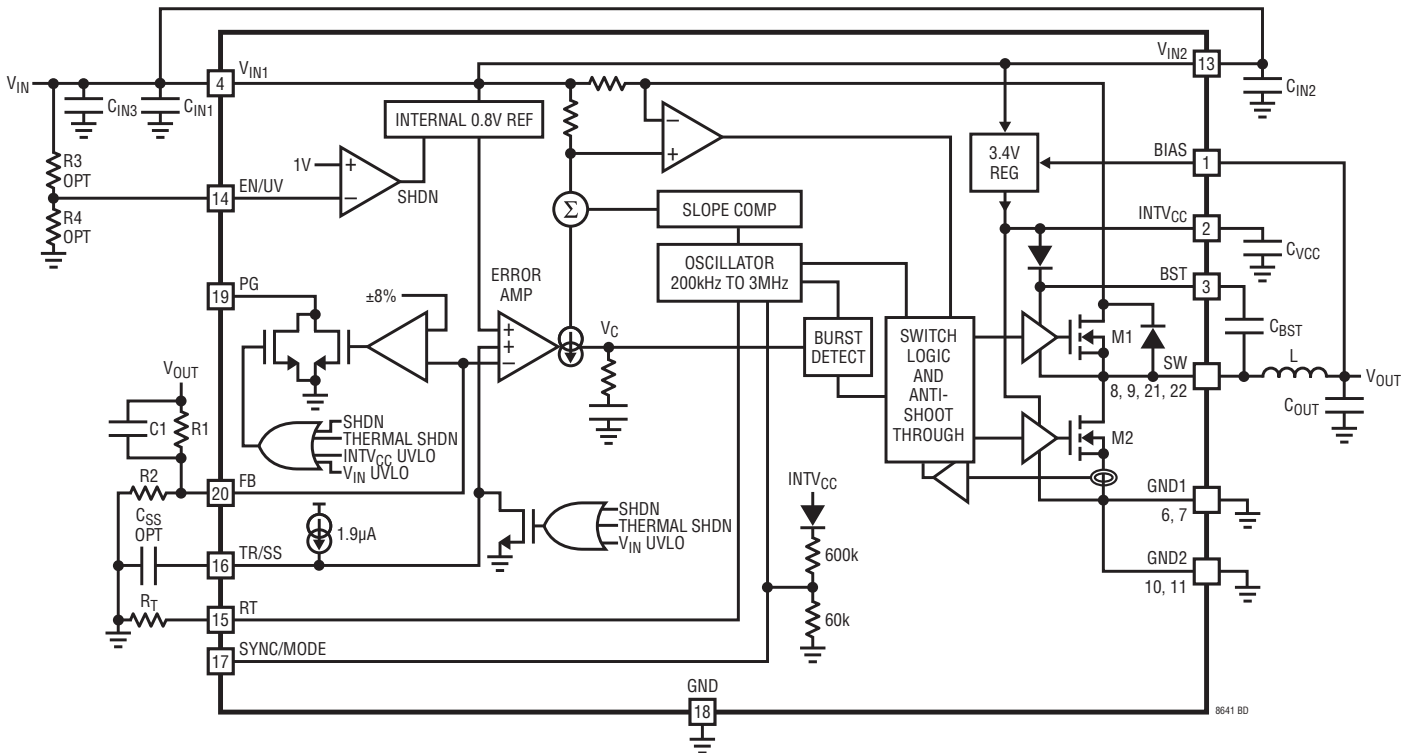 VIN
CIN3
CIN1
R3
OPT
R4
OPT
4
VIN1
14
EN/UV
1V
+
−
SHDN
INTERNAL 0.8V REF
−
+
Σ
SLOPE COMP
OSCILLATOR
200kHz TO 3MHz
VIN2
13
CIN2
3.4V
REG
BIAS
1
INTVCC
2
CVCC
BST
3
CBST
M1
SW
8, 9, 21, 22
L
VOUT
COUT
M2
GND1
6, 7
GND2
10, 11
19
PG
±8%
ERROR
AMP
+
+
−
VC
BURST
DETECT
SWITCH
LOGIC
AND
ANTI-
SHOOT
THROUGH
VOUT
C1
R1
SHDN
THERMAL SHDN
INTVCC UVLO
VIN UVLO
R2
20
FB
CSS
OPT
1.9µA
SHDN
THERMAL SHDN
VIN UVLO
INTVCC
600k
60k
16
TR/SS
RT
15
RT
17
SYNC/MODE
GND
18
8641 BD